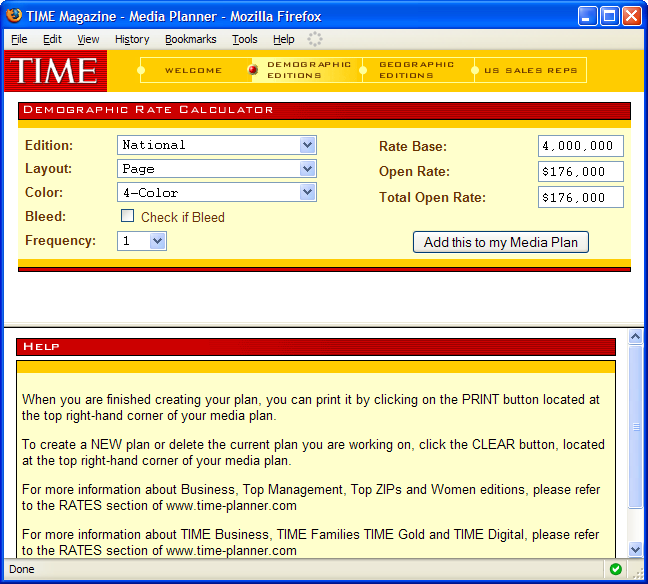 TIME Magazine - Media Planner - Mozilla Firefox
File Edit View History Bookmarks Tools Help
TIME
WELCOME
DEMOGRAPHIC
EDITIONS
GEOGRAPHIC
EDITIONS
US SALES REPS
DEMOGRAPHIC RATE CALCULATOR
Edition: National
Rate Base: 4,000,000
Layout: Page
Open Rate: $176,000
Color: 4-Color
Total Open Rate: $176,000
Bleed: Check if Bleed
Frequency: 1
Add this to my Media Plan
HELP
When you are finished creating your plan, you can print it by clicking on the PRINT button located at
the top right-hand corner of your media plan.
To create a NEW plan or delete the current plan you are working on, click the CLEAR button, located
at the top right-hand corner of your media plan.
For more information about Business, Top Management, Top ZIPs and Women editions, please refer
to the RATES section of www.time-planner.com
For more information about TIME Business, TIME Families TIME Gold and TIME Digital, please refer
to the RATES section of www.time-planner.com
Done